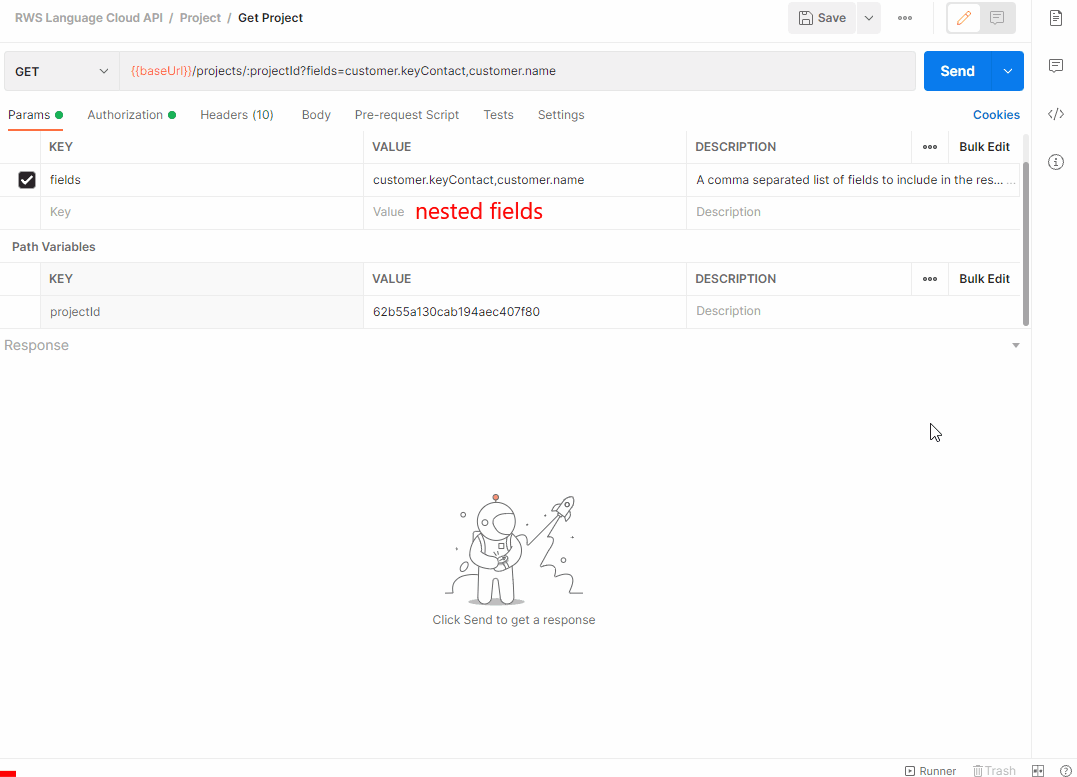 RWS Language Cloud API / Project / Get Project
Save
GET
{{baseUrl}}/projects/:projectId?fields=customer.keyContact,customer.name
Send
Params Authorization Headers (10) Body Pre-request Script Tests Settings
Cookies
KEY VALUE DESCRIPTION Bulk Edit
fields customer.keyContact,customer.name A comma separated list of fields to include in the res... ...
Key Value nested fields Description
Path Variables
KEY VALUE DESCRIPTION Bulk Edit
projectId 62b55a130cab194aec407f80 Description
Response
Click Send to get a response
Runner Trash